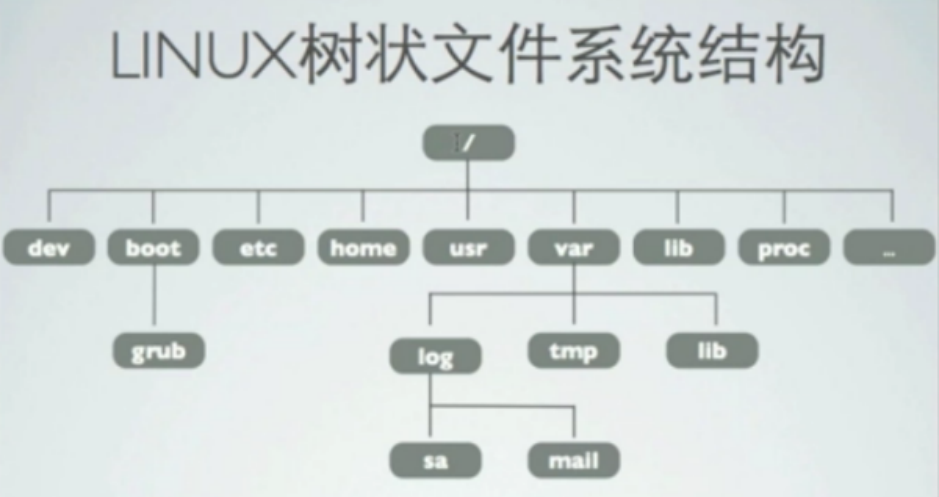 LINUX树状文件系统结构
/
dev boot etc home usr var lib proc ..
grub log tmp lib
sa mail